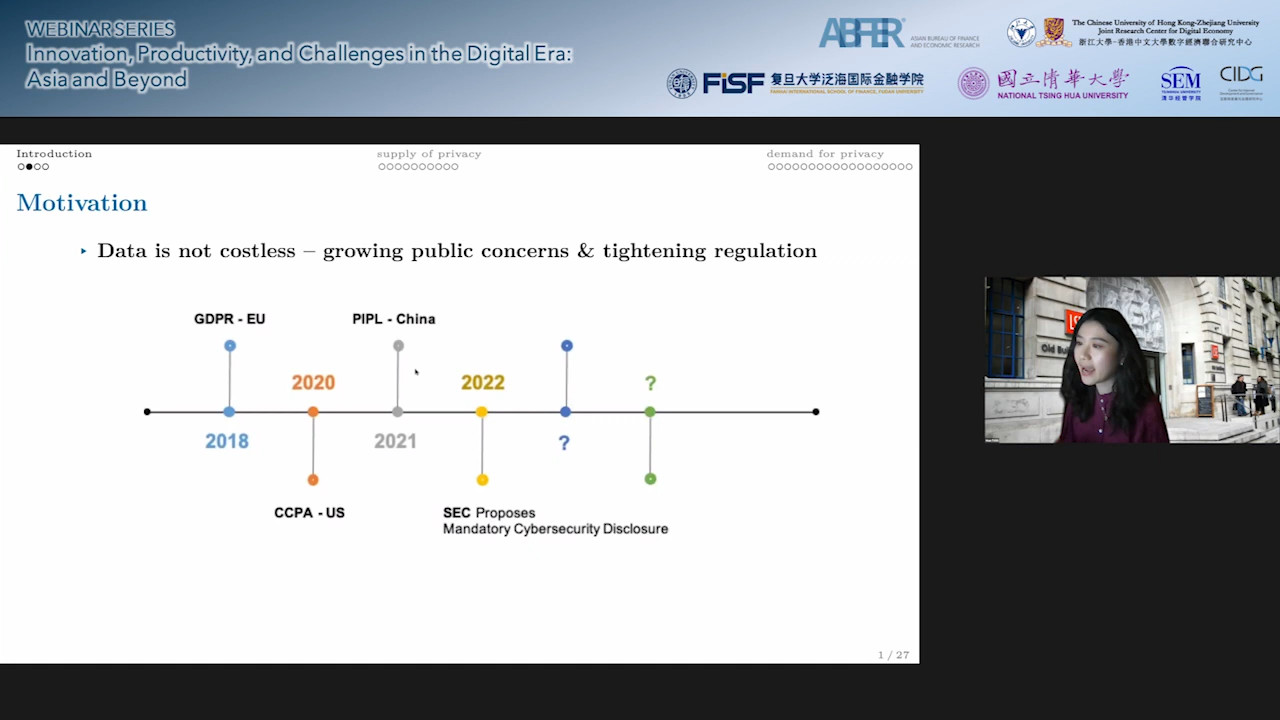 WEBINAR SERIES
Innovation, Productivity, and Challenges in the Digital Era:
Asia and Beyond
ABFER
ASIAN BUREAU OF FINANCE
AND ECONOMIC RESEARCH
The Chinese University of Hong Kong-Zhejiang University
Joint Research Center for Digital Economy
浙江大學-香港中文大學數字經濟聯合研究中心
FISF 复旦大学泛海国际金融学院
FANHAI INTERNATIONAL SCHOOL OF FINANCE, FUDAN UNIVERSITY
國立清華大學
NATIONAL TSING HUA UNIVERSITY
SEM
TSINGHUA UNIVERSITY
清华经管学院
CIDG
Introduction
supply of privacy
demand for privacy
Motivation
‣ Data is not costless – growing public concerns & tightening regulation
GDPR - EU
PIPL - China
2020
2022
?
2018
2021
?
CCPA - US
SEC Proposes
Mandatory Cybersecurity Disclosure
1 / 27